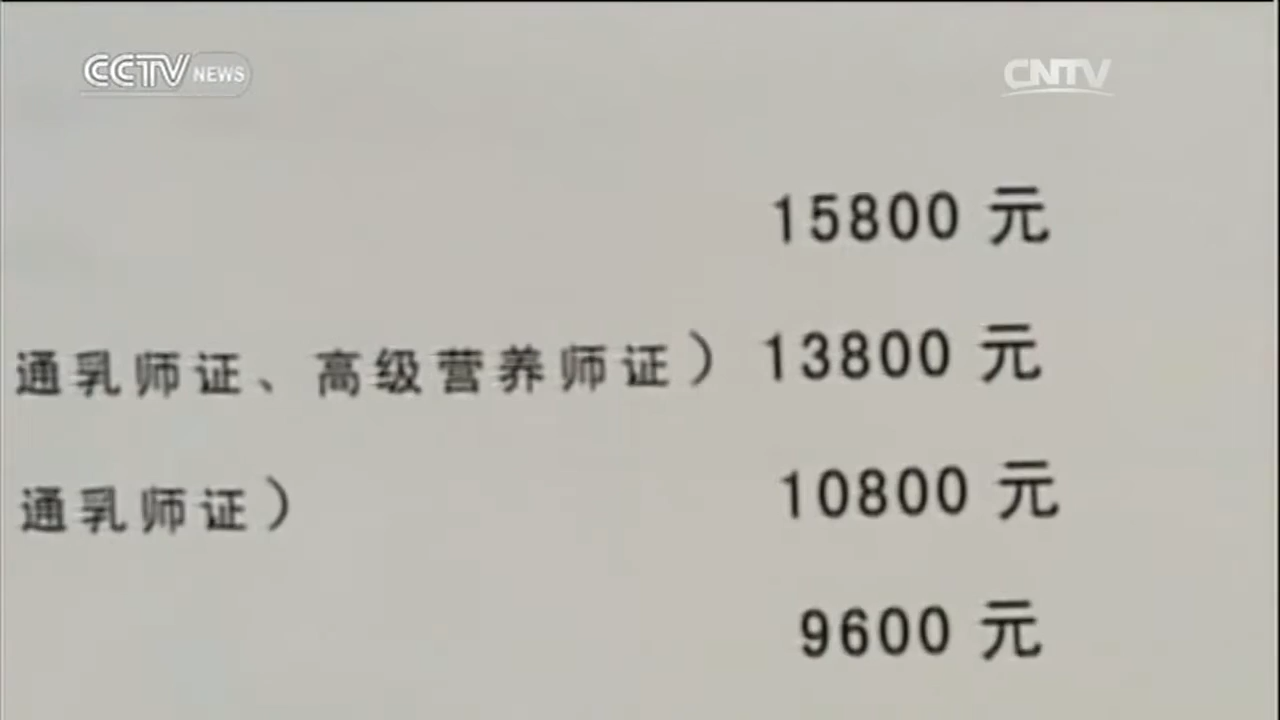 CCTV NEWS
CNTV
15800 元
通乳师证、高级营养师证）13800 元
通乳师证） 10800 元
9600 元